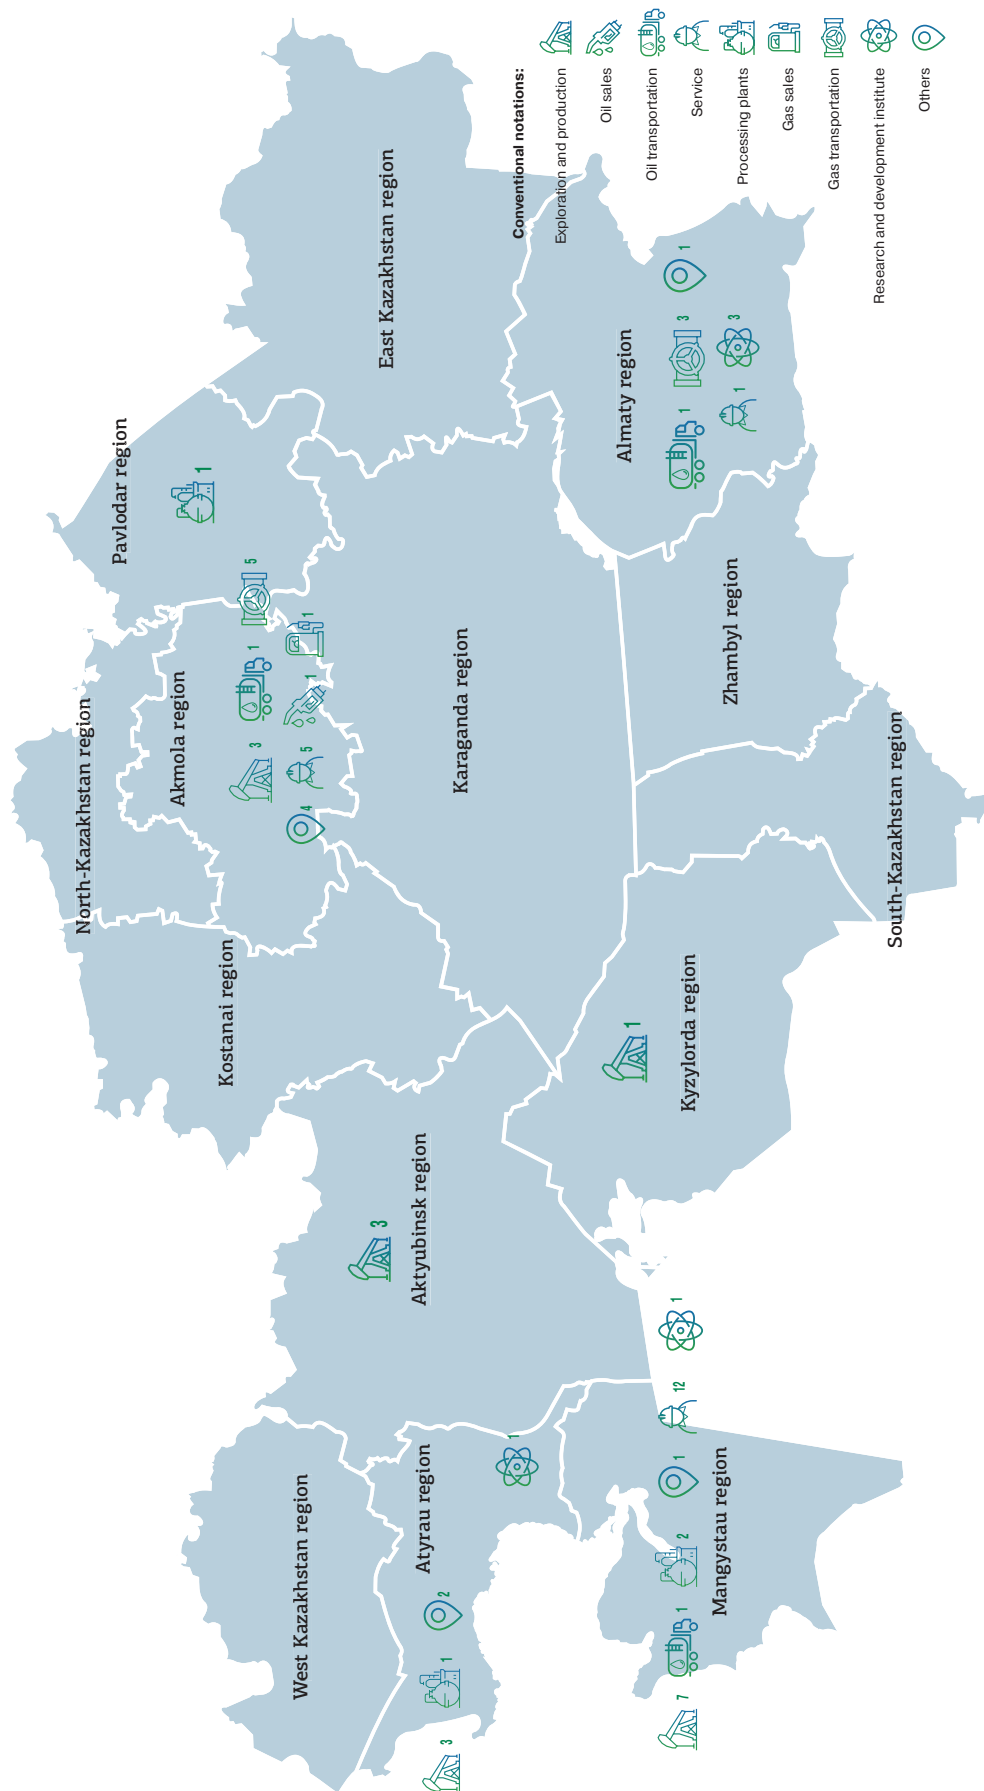 North-Kazakhstan region
Pavlodar region
1
Akmola region
3
1
5
4
5
1
1
Kostanai region
East Kazakhstan region
West Kazakhstan region
Aktyubinsk region
3
Karaganda region
Atyrau region
3
1
2
1
Almaty region
1
3
1
1
3
Kyzylorda region
1
Zhambyl region
Mangystau region
7
1
2
1
12
1
South-Kazakhstan region
Conventional notations:
Exploration and production
Oil sales
Oil transportation
Service
Processing plants
Gas sales
Gas transportation
Research and development institute
Others